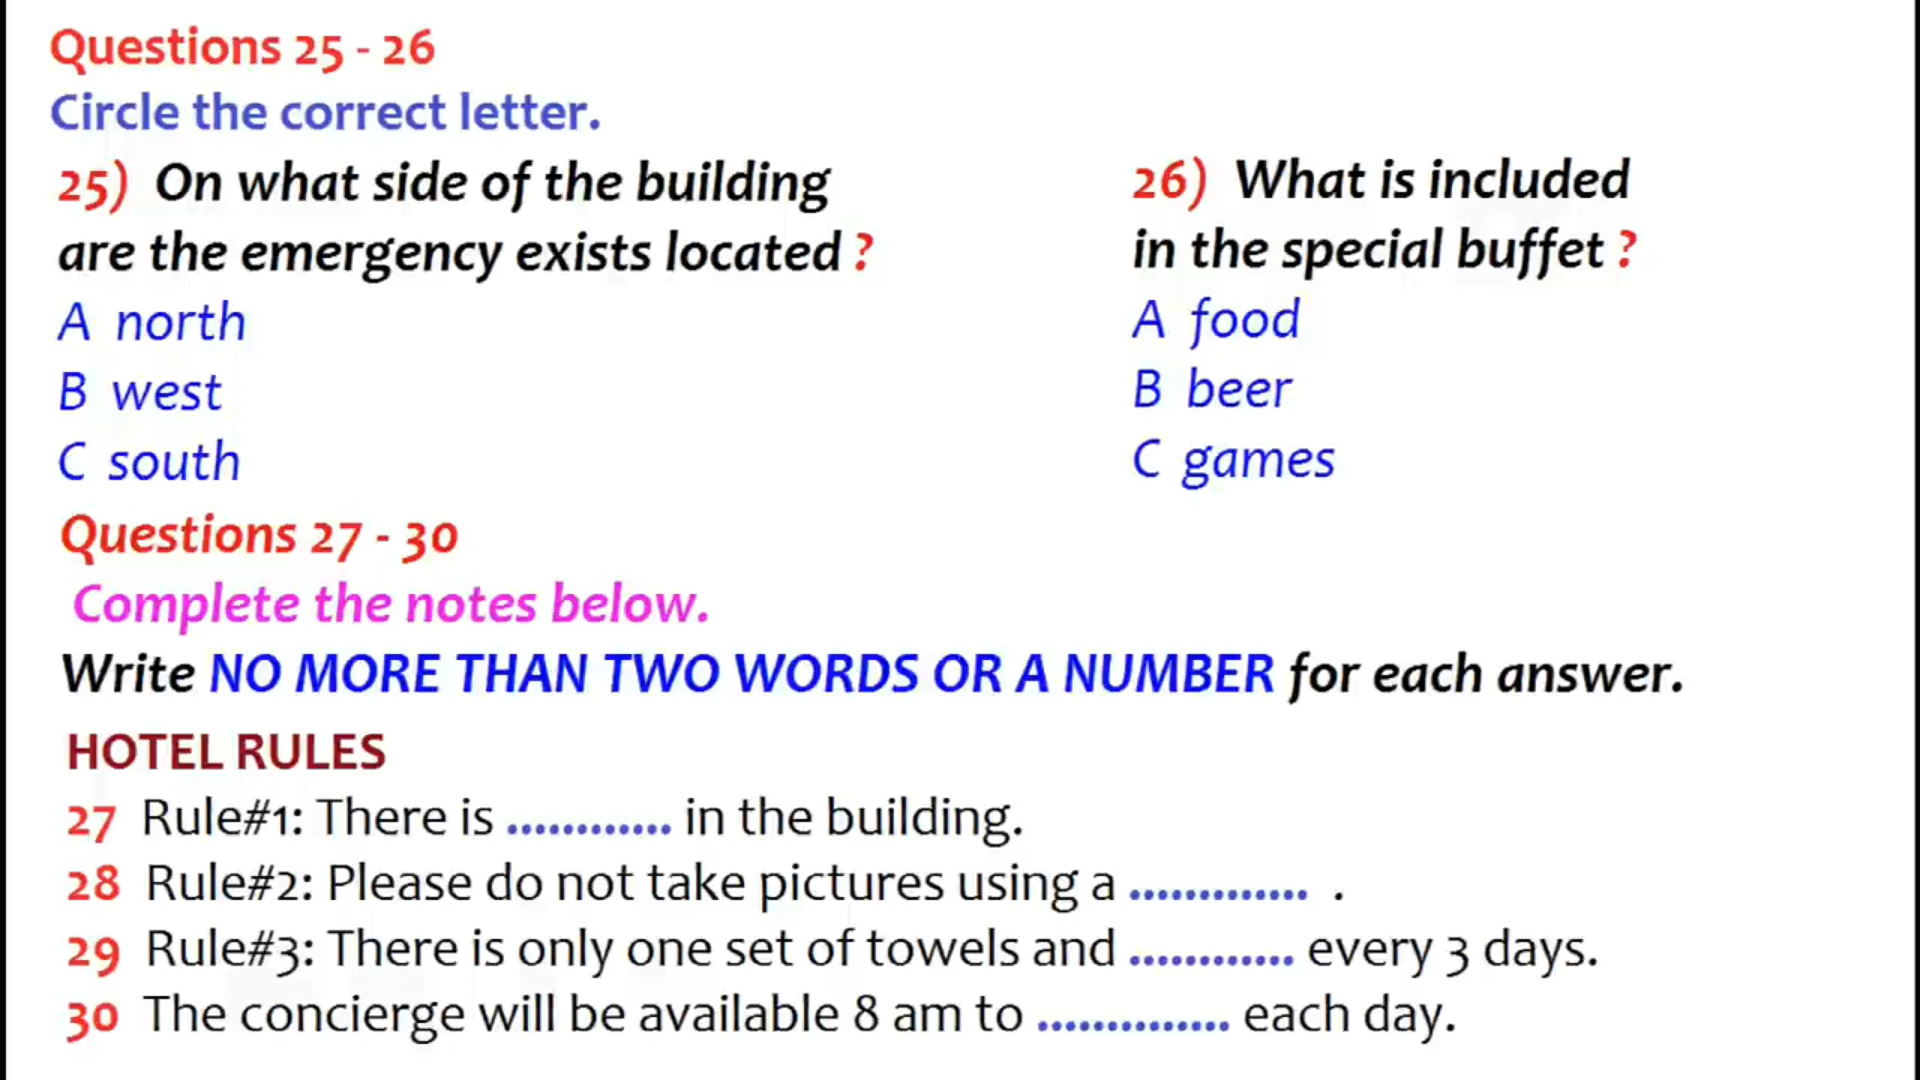 Questions 25 - 26
Circle the correct letter.
25) On what side of the building
are the emergency exists located ?
A north
B west
C south
26) What is included
in the special buffet ?
A food
B beer
C games
Questions 27 - 30
Complete the notes below.
Write NO MORE THAN TWO WORDS OR A NUMBER for each answer.
HOTEL RULES
27 Rule#1: There is ............ in the building.
28 Rule#2: Please do not take pictures using a ............. .
29 Rule#3: There is only one set of towels and ............ every 3 days.
30 The concierge will be available 8 am to .............. each day.